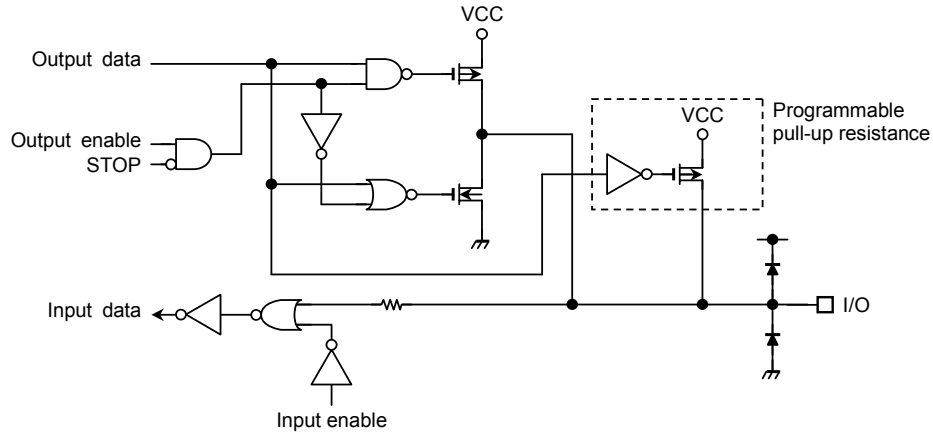 VCC
Output data
Output enable
STOP
Programmable
pull-up resistance
VCC
Input data
I/O
Input enable